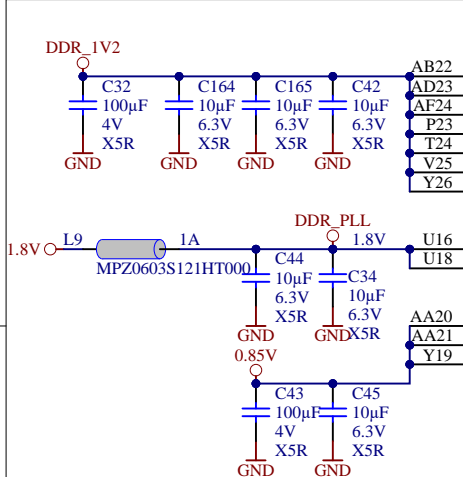 DDR_1V2
C32
100µF
4V
X5R
GND
C164
10µF
6.3V
X5R
GND
C165
10µF
6.3V
X5R
GND
C42
10µF
6.3V
X5R
GND
AB22
AD23
AF24
P23
T24
V25
Y26
1.8V
L9
1A
MPZ0603S121HT000
DDR_PLL
1.8V
C44
10µF
6.3V
X5R
GND
C34
10µF
6.3V
X5R
GND
U16
U18
0.85V
C43
100µF
4V
X5R
GND
C45
10µF
6.3V
X5R
GND
AA20
AA21
Y19